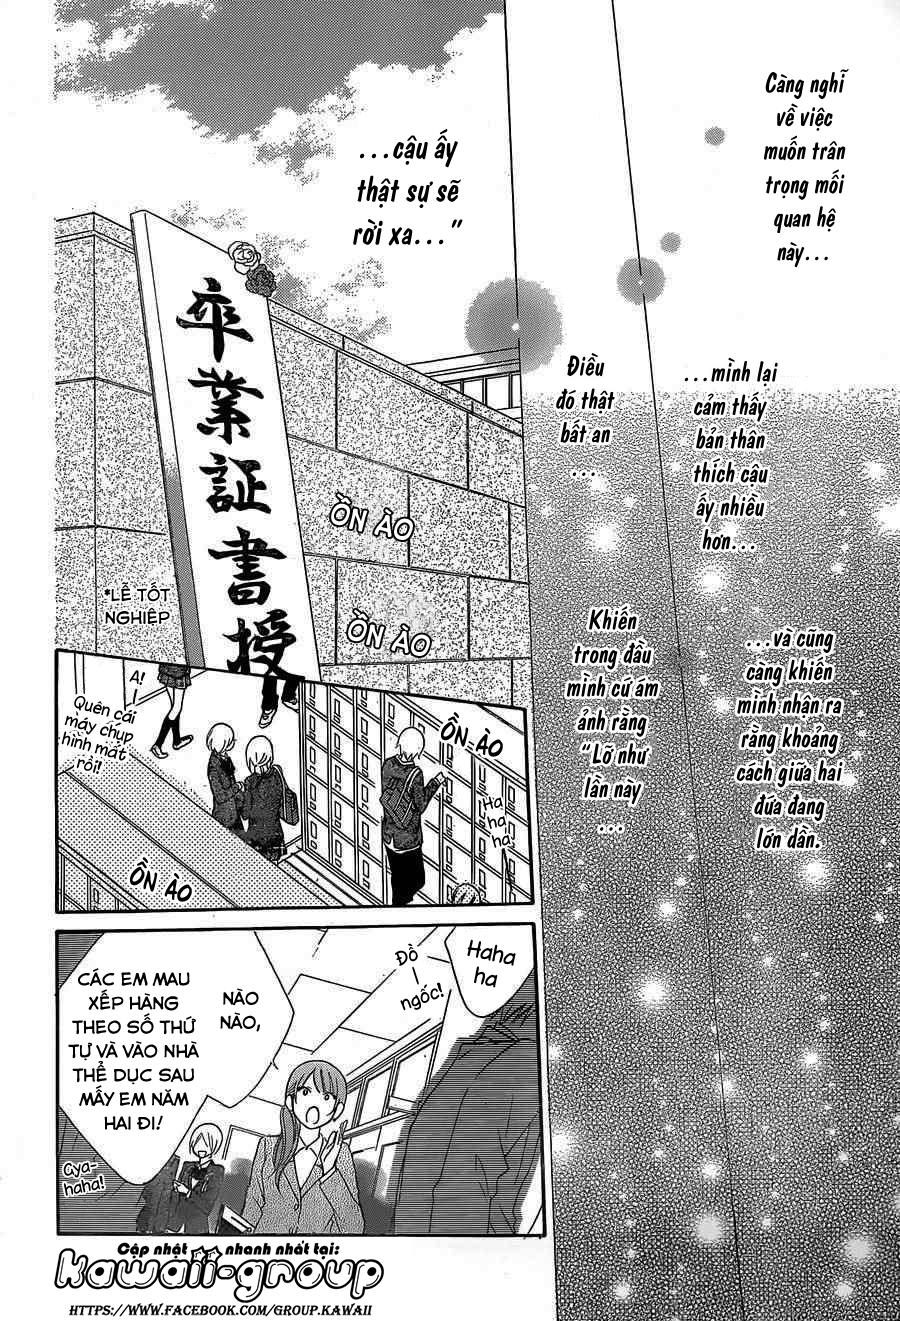 Càng nghĩ
về việc
muốn trân
trọng mối
quan hệ
này...
...mình lại
cảm thấy
bản thân
thích cậu
ấy nhiều
hơn...
...và cũng
càng khiến
mình nhận ra
rằng khoảng
cách giữa hai
đứa đang
lớn dần.
Điều
đó thật
bất an
...
Khiến
trong đầu
mình cứ ám
ảnh rằng
“Lỡ như
lần này
...
...cậu ấy
thật sự sẽ
rời xa...”
卒業証書授
*LỄ TỐT
NGHIỆP
ỒN ÀO
ỒN ÀO
A!
Quên cái
máy chụp
hình mất
rồi!
ỒN ÀO
Ha
ha
ha
ỒN ÀO
Haha
ha
Đồ
ngốc!
NÀO
NÀO,
CÁC EM MAU
XẾP HÀNG
THEO SỐ THỨ
TỰ VÀ VÀO NHÀ
THỂ DỤC SAU
MẤY EM NĂM
HAI ĐI!
Gya-
haha!
Cập nhật nhanh nhất tại:
kawaii-group
HTTPS://WWW.FACEBOOK.COM/GROUP.KAWAII